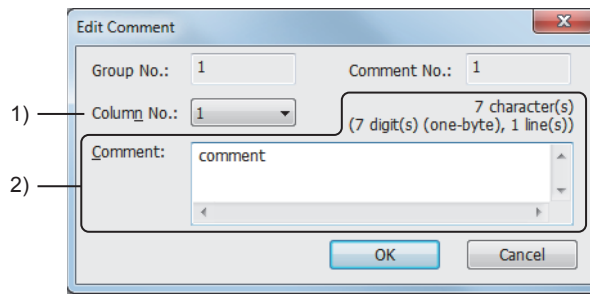 Edit Comment
Group No.: 1 Comment No.: 1
1) Column No.: 1 7 character(s)
(7 digit(s) (one-byte), 1 line(s))
2) Comment: comment
OK Cancel